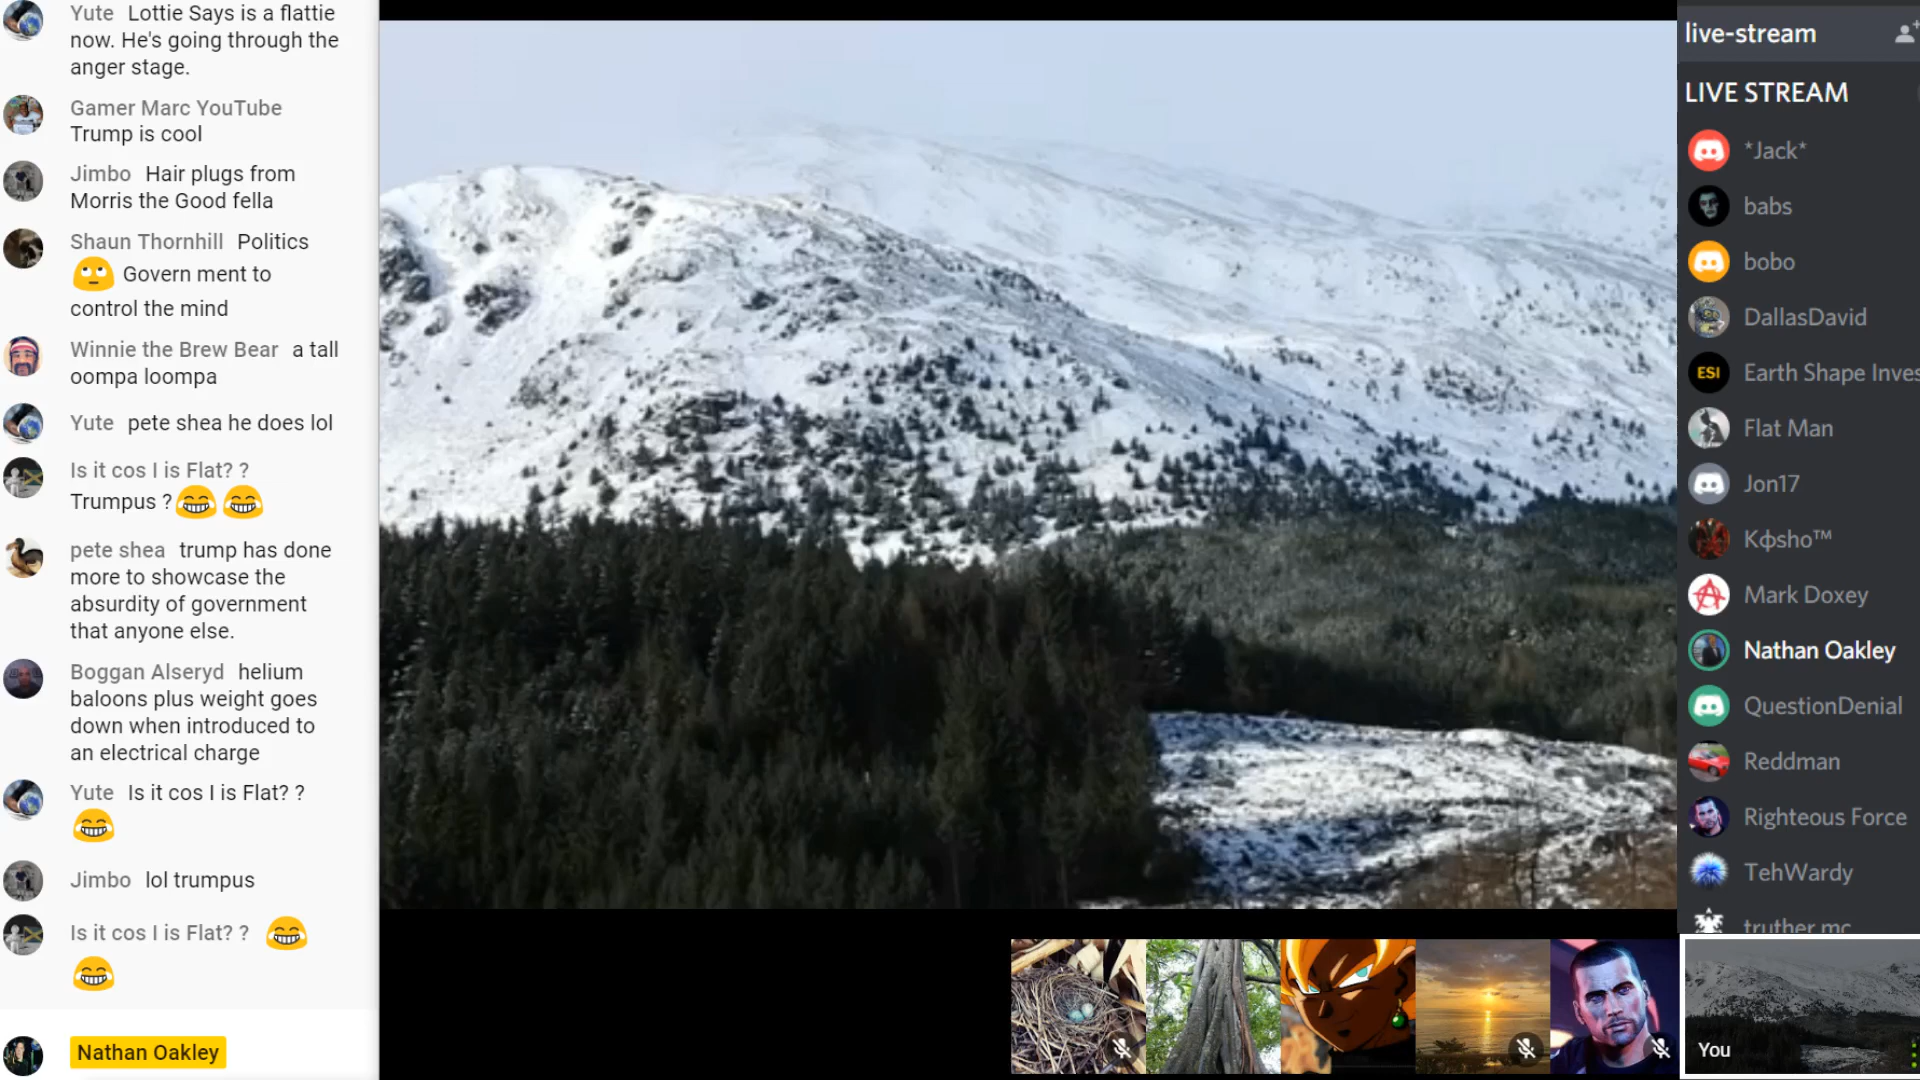 Yute Lottie Says is a flattie
now. He's going through the
anger stage.
Gamer Marc YouTube
Trump is cool
Jimbo Hair plugs from
Morris the Good fella
Shaun Thornhill Politics
Govern ment to
control the mind
Winnie the Brew Bear a tall
oompa loompa
Yute pete shea he does lol
Is it cos I is Flat? ?
Trumpus ?
pete shea trump has done
more to showcase the
absurdity of government
that anyone else.
Boggan Alseryd helium
baloons plus weight goes
down when introduced to
an electrical charge
Yute Is it cos I is Flat? ?
Jimbo lol trumpus
Is it cos I is Flat? ?
Nathan Oakley
live-stream
LIVE STREAM
*Jack*
babs
bobo
DallasDavid
ESI
Earth Shape Inves
Flat Man
Jon17
Kфsho™
Mark Doxey
Nathan Oakley
QuestionDenial
Reddman
Righteous Force
TehWardy
truther mc
You